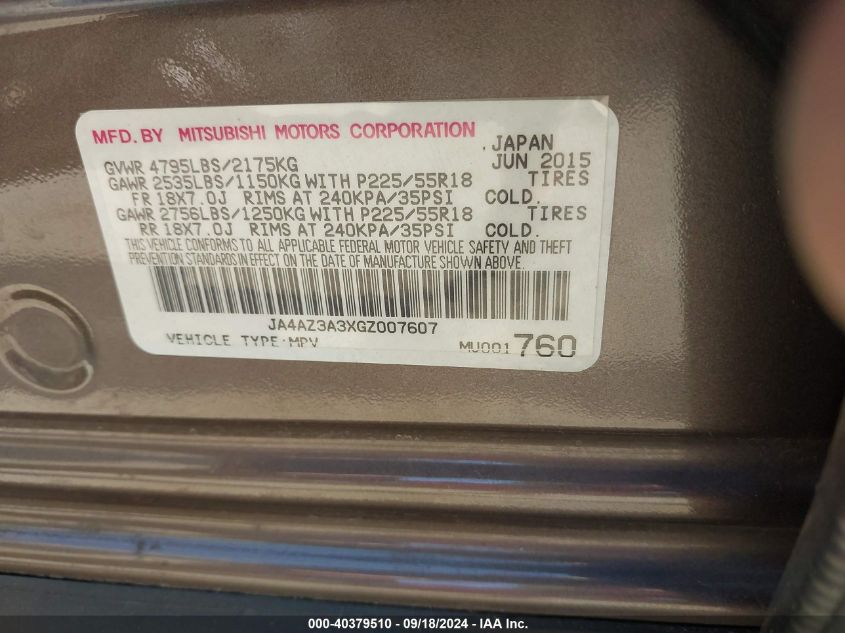 MFD. BY MITSUBISHI MOTORS CORPORATION
. JAPAN
GVWR 4795LBS/2175KG JUN 2015
GAWR 2535LBS/1150KG WITH P225/55R18 TIRES
FR 18X7.0J RIMS AT 240KPA/35PSI COLD.
GAWR 2756LBS/1250KG WITH P225/55R18 TIRES
RR 18X7.0J RIMS AT 240KPA/35PSI COLD.
THIS VEHICLE CONFORMS TO ALL APPLICABLE FEDERAL MOTOR VEHICLE SAFETY AND THEFT
PREVENTION STANDARDS IN EFFECT ON THE DATE OF MANUFACTURE SHOWN ABOVE.
JA4AZ3A3XGZ007607
VEHICLE TYPE:MPV MU001 760
000-40379510 - 09/18/2024 - IAA Inc.